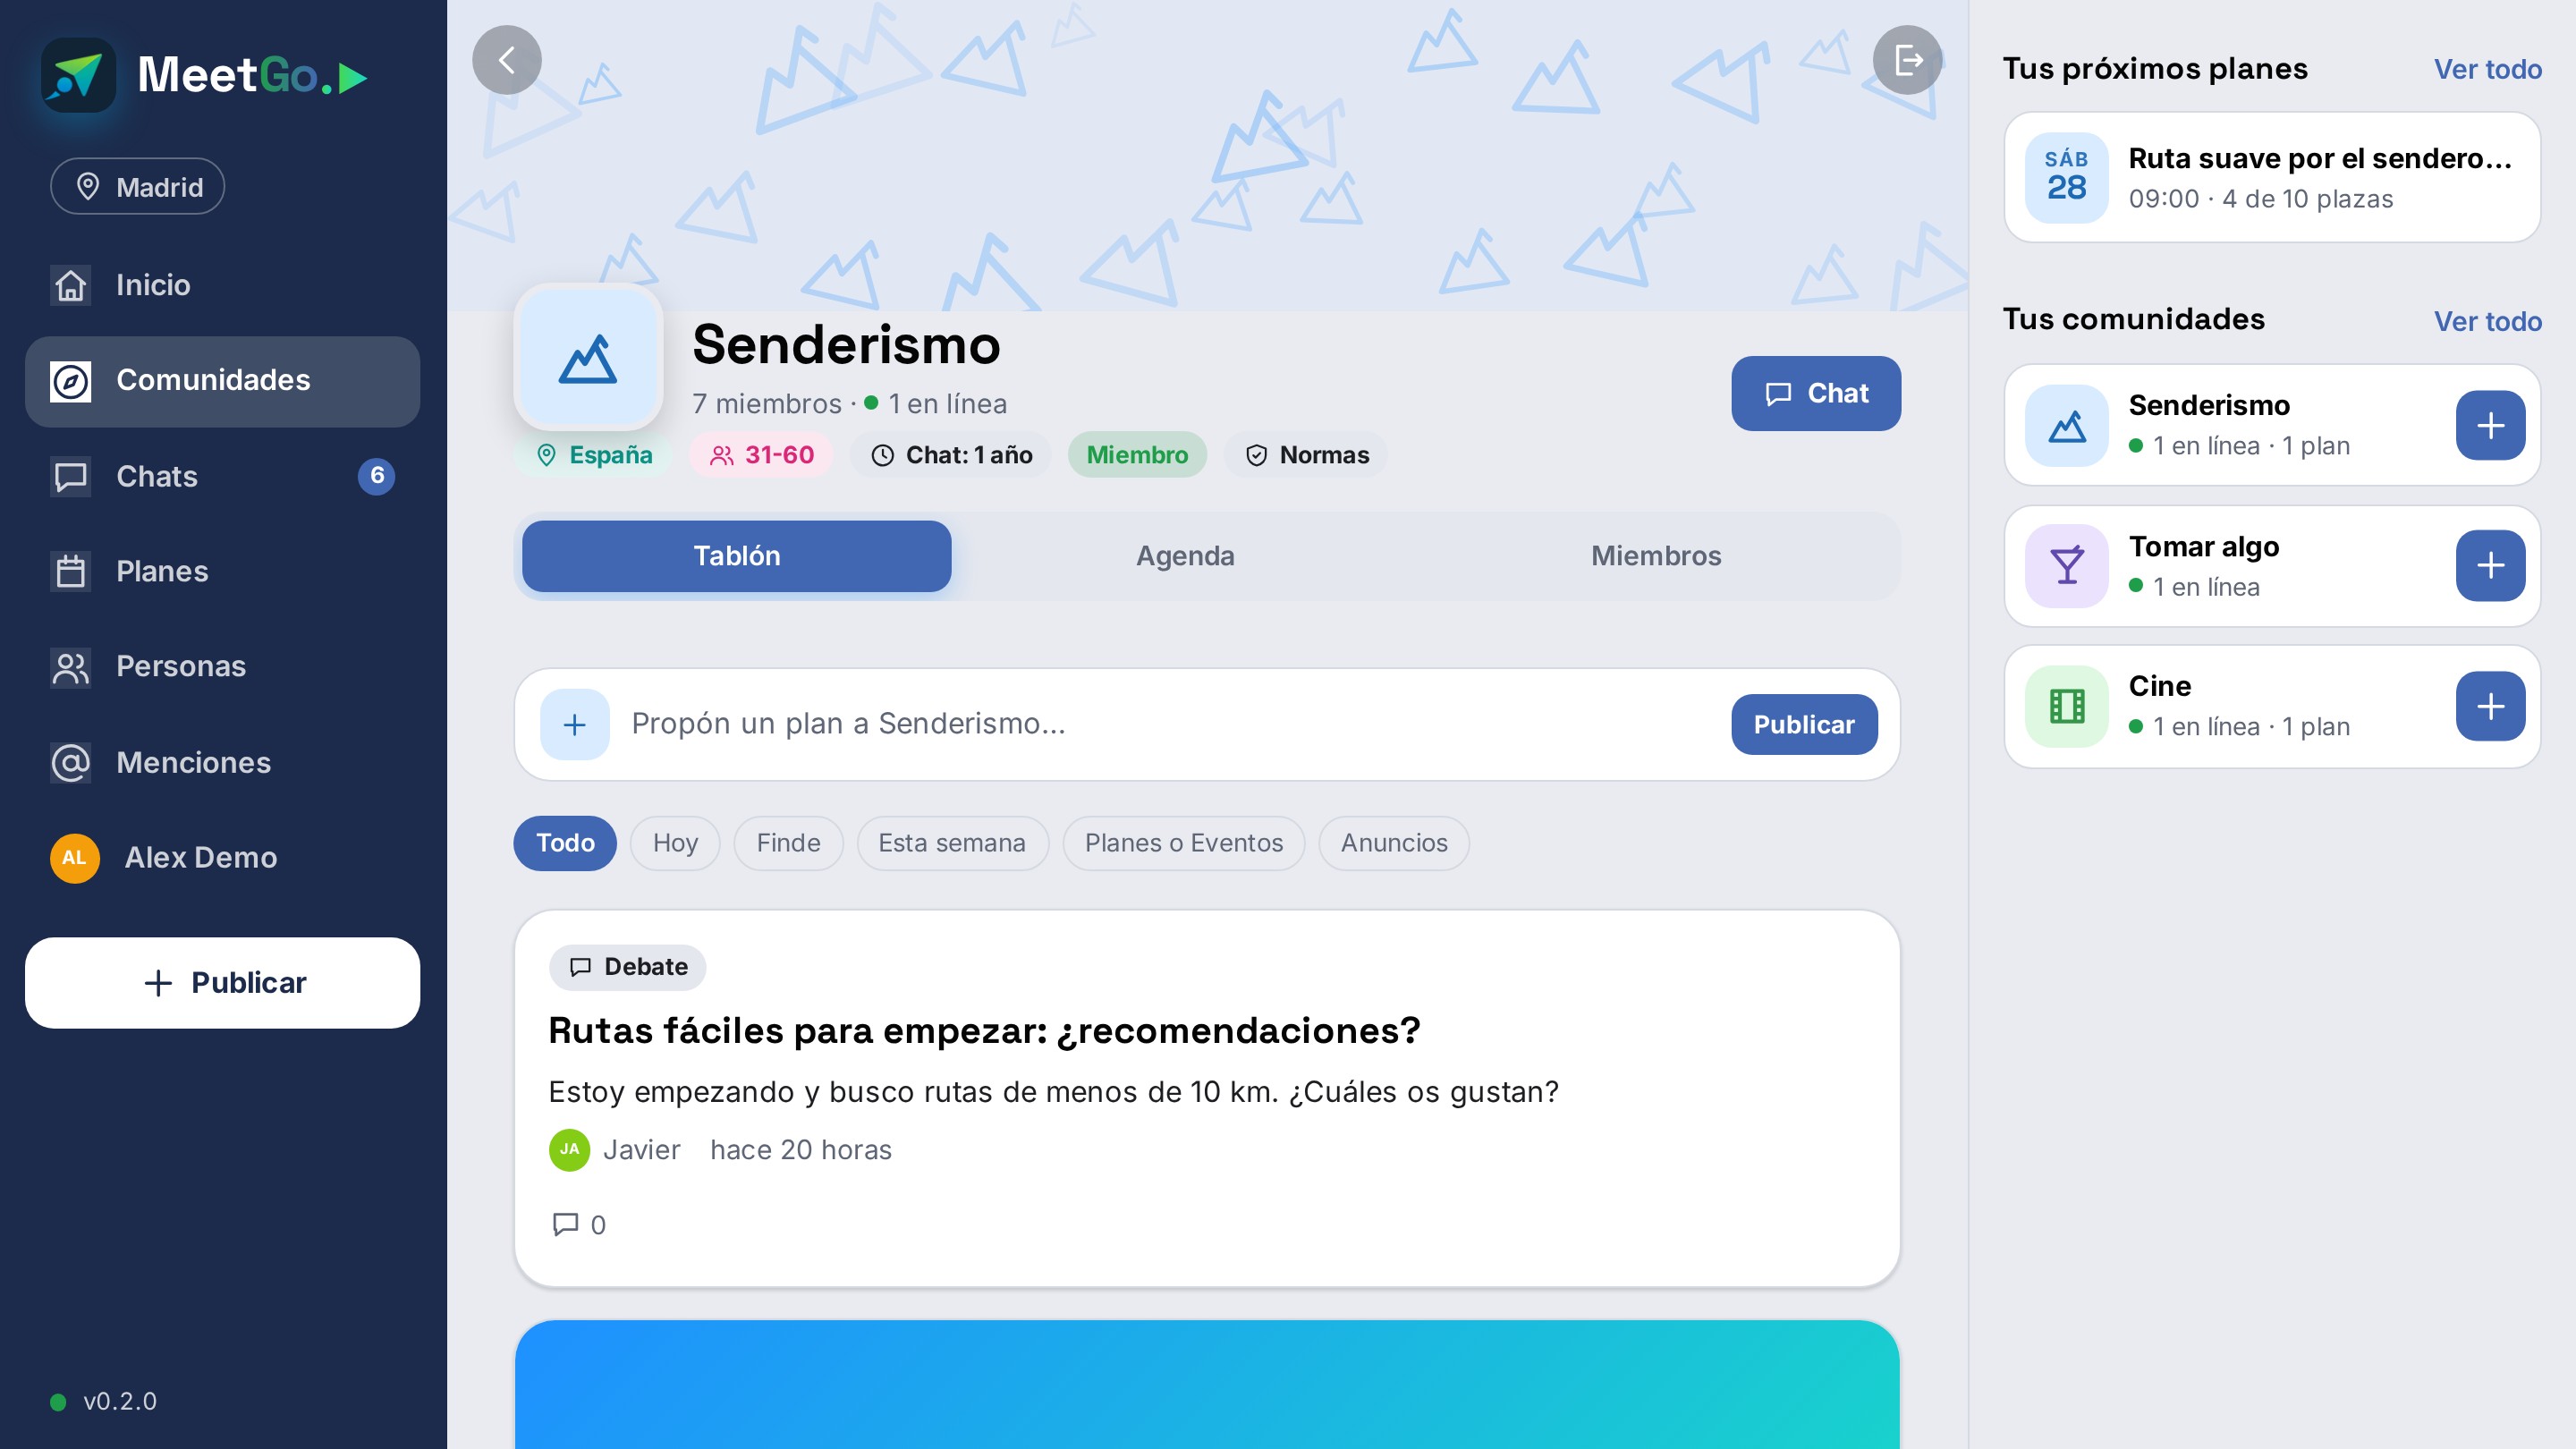 MeetGo.
Madrid
Inicio
Comunidades
Chats
6
Planes
Personas
Menciones
AL
Alex Demo
Publicar
v0.2.0
Senderismo
7 miembros · 1 en línea
Chat
España
31-60
Chat: 1 año
Miembro
Normas
Tablón
Agenda
Miembros
Propón un plan a Senderismo...
Publicar
Todo
Hoy
Finde
Esta semana
Planes o Eventos
Anuncios
Debate
Rutas fáciles para empezar: ¿recomendaciones?
Estoy empezando y busco rutas de menos de 10 km. ¿Cuáles os gustan?
JA
Javier hace 20 horas
0
Tus próximos planes
Ver todo
SÁB
28
Ruta suave por el sendero...
09:00 · 4 de 10 plazas
Tus comunidades
Ver todo
Senderismo
1 en línea · 1 plan
Tomar algo
1 en línea
Cine
1 en línea · 1 plan